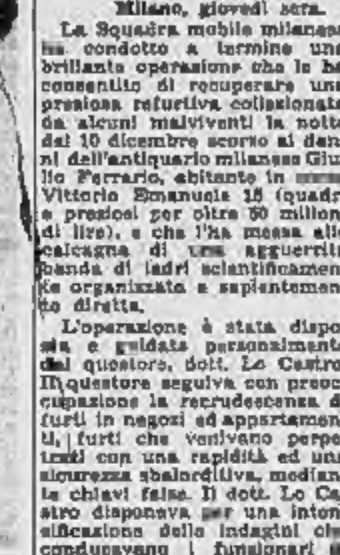 Milano, giovedì sera.
La Squadra mobile milanese
ha condotto a termine una
brillante operazione che le ha
consentito di recuperare una
preziosa refurtiva collezionata
da alcuni malviventi la notte
del 10 dicembre scorso ai dan
ni dell'antiquario milanese Giu
lio Ferrario, abitante in corso
Vittorio Emanuele 15 (quadr
e preziosi per oltre 50 milion
di lire), e che l'ha messa alle
calcagna di una agguerrita
banda di ladri scientificamen
te organizzata e sapientemen
te diretta.
L'operazione è stata dispo
sta e guidata personalmente
dal questore, dott. Lo Castro
Il questore seguiva con preoc
cupazione la recrudescenza d
furti in negozi ed appartamen
ti, furti che venivano perpe
trati con una rapidità ed una
sicurezza sbalorditiva, median
te chiavi false. Il dott. Lo Ca
stro disponeva per una inten
sificazione delle indagini che
conducevano i funzionari